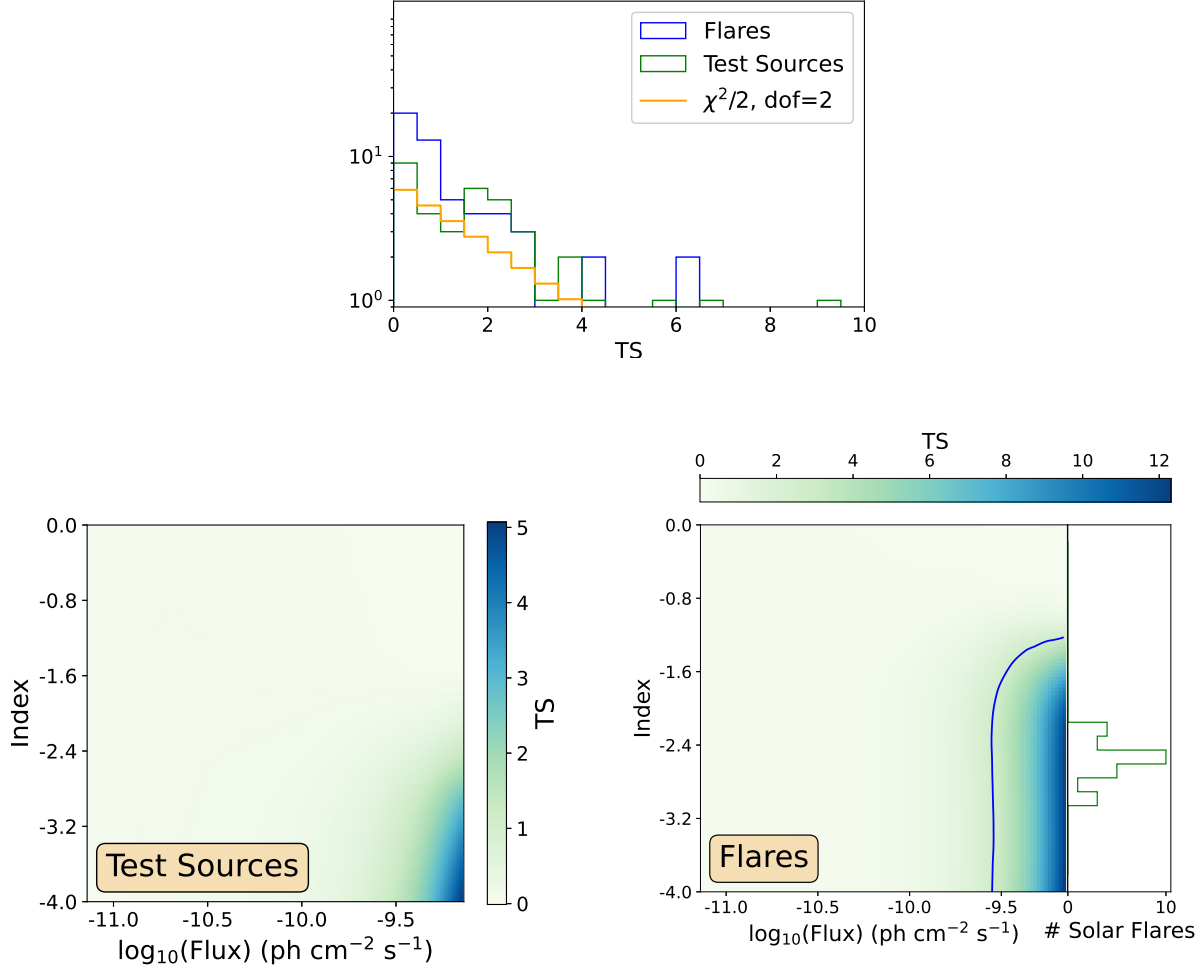 Flares
Test Sources
χ²/2, dof=2
10¹
10⁰
0 2 4 6 8 10
TS
TS
0 2 4 6 8 10 12
0.0
-0.8
-1.6
-2.4
-3.2
-4.0
Index
Test Sources
-11.0 -10.5 -10.0 -9.5
log₁₀(Flux) (ph cm⁻² s⁻¹)
5
4
3
2
1
0
TS
0.0
-0.8
-1.6
-2.4
-3.2
-4.0
Index
Flares
-11.0 -10.5 -10.0 -9.5 0 10
log₁₀(Flux) (ph cm⁻² s⁻¹) # Solar Flares